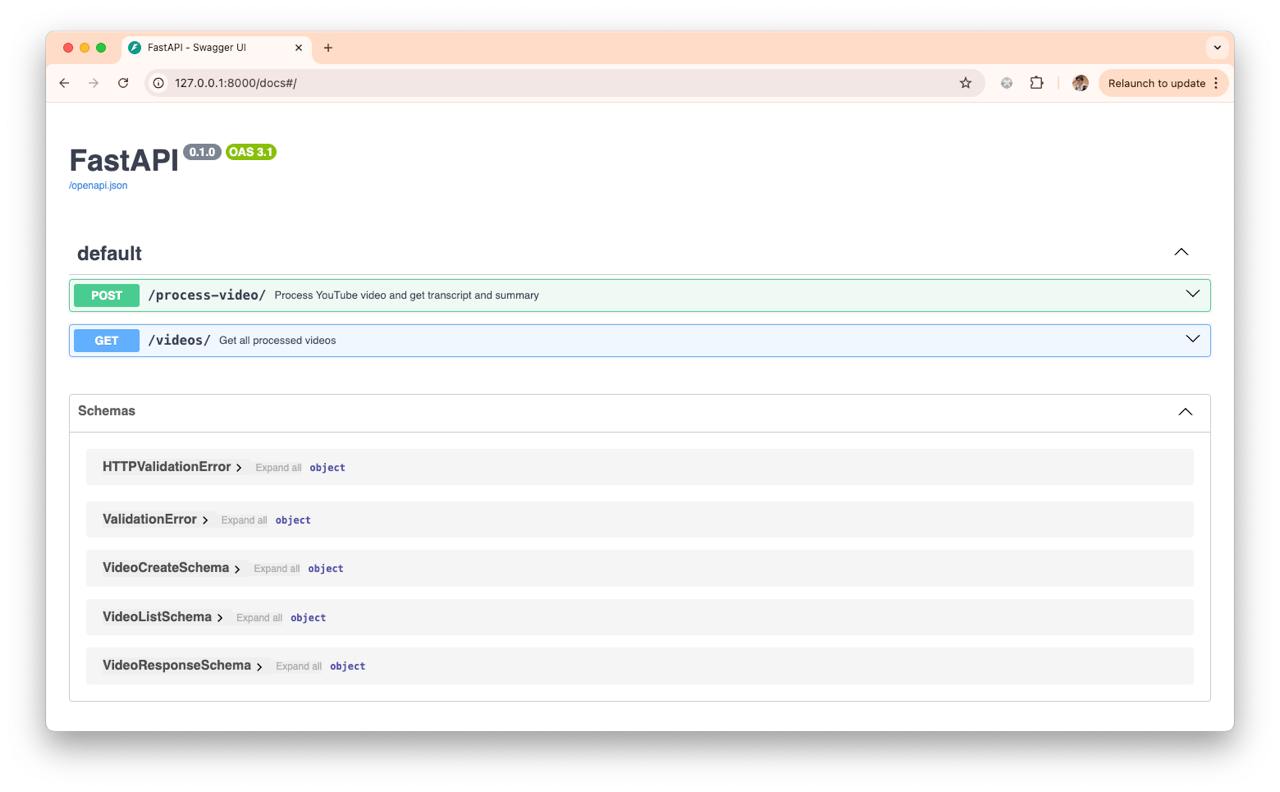 FastAPI - Swagger UI
127.0.0.1:8000/docs#/
Relaunch to update
FastAPI 0.1.0 OAS 3.1
/openapi.json
default
POST /process-video/ Process YouTube video and get transcript and summary
GET /videos/ Get all processed videos
Schemas
HTTPValidationError Expand all object
ValidationError Expand all object
VideoCreateSchema Expand all object
VideoListSchema Expand all object
VideoResponseSchema Expand all object